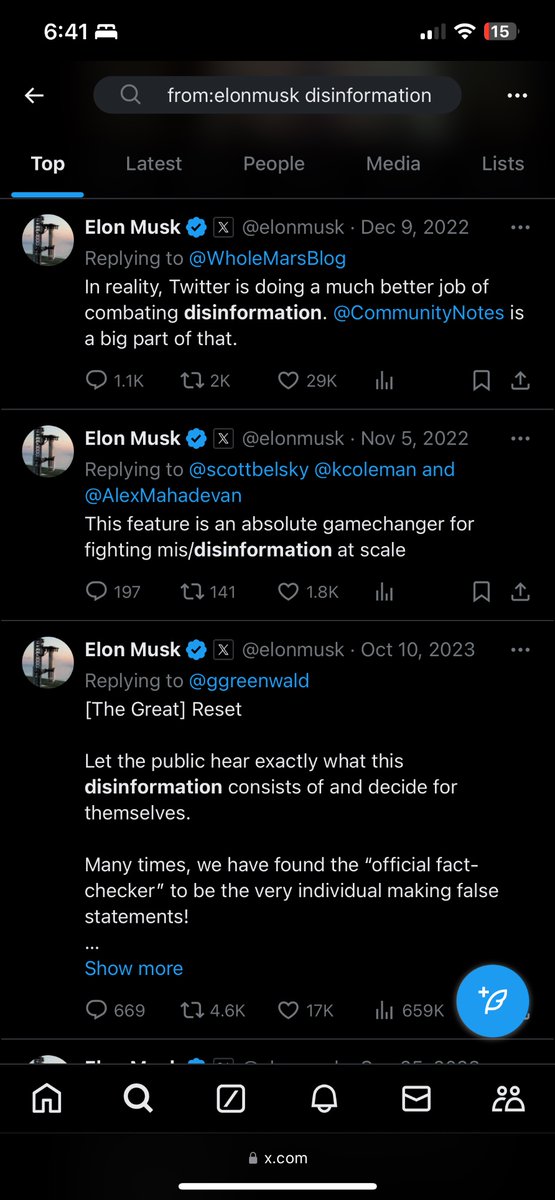 6:41
15
from:elonmusk disinformation
Top Latest People Media Lists
Elon Musk X @elonmusk · Dec 9, 2022
Replying to @WholeMarsBlog
In reality, Twitter is doing a much better job of
combating disinformation. @CommunityNotes is
a big part of that.
1.1K 2K 29K
Elon Musk X @elonmusk · Nov 5, 2022
Replying to @scottbelsky @kcoleman and
@AlexMahadevan
This feature is an absolute gamechanger for
fighting mis/disinformation at scale
197 141 1.8K
Elon Musk X @elonmusk · Oct 10, 2023
Replying to @ggreenwald
[The Great] Reset
Let the public hear exactly what this
disinformation consists of and decide for
themselves.
Many times, we have found the “official fact-
checker” to be the very individual making false
statements!
...
Show more
669 4.6K 17K 659K
x.com